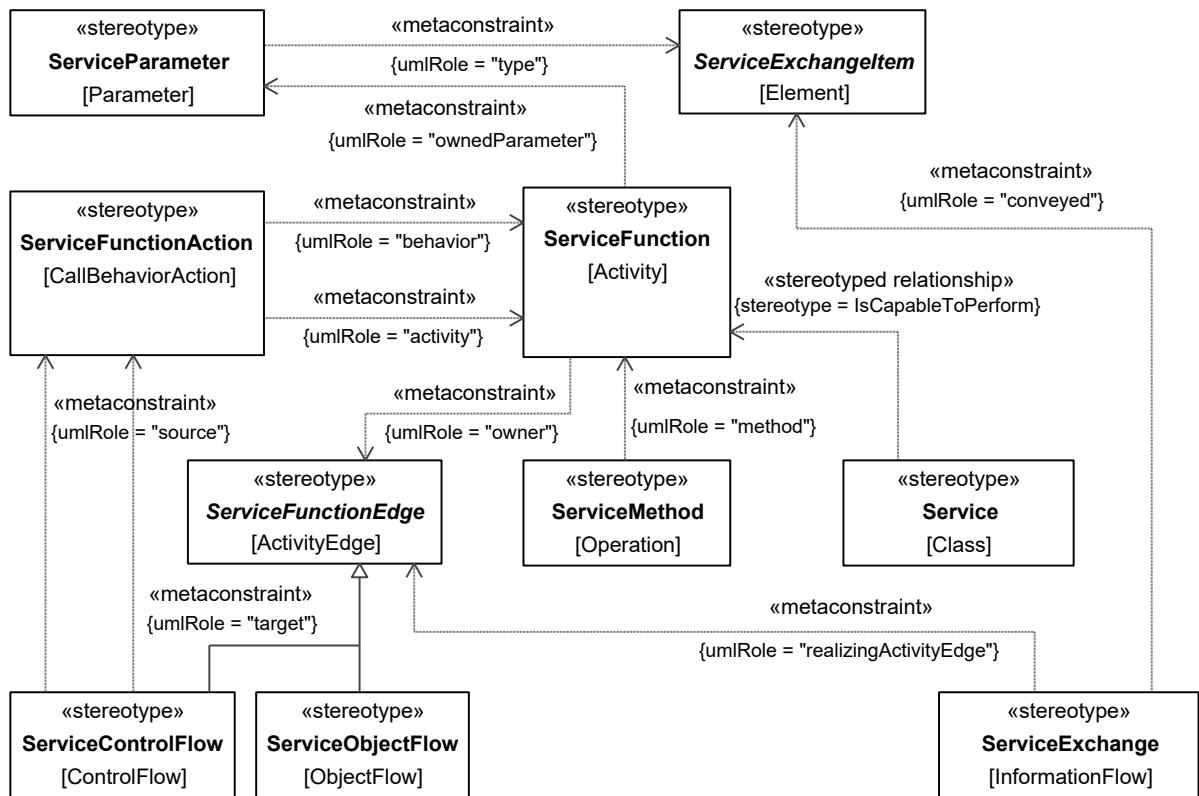 «stereotype»
ServiceParameter
[Parameter]
«metaconstraint»
{umlRole = "type"}
«stereotype»
ServiceExchangeItem
[Element]
«metaconstraint»
{umlRole = "ownedParameter"}
«metaconstraint»
{umlRole = "conveyed"}
«stereotype»
ServiceFunctionAction
[CallBehaviorAction]
«metaconstraint»
{umlRole = "behavior"}
«metaconstraint»
{umlRole = "activity"}
«stereotype»
ServiceFunction
[Activity]
«stereotyped relationship»
{stereotype = IsCapableToPerform}
«metaconstraint»
{umlRole = "source"}
«metaconstraint»
{umlRole = "owner"}
«metaconstraint»
{umlRole = "method"}
«stereotype»
ServiceFunctionEdge
[ActivityEdge]
«stereotype»
ServiceMethod
[Operation]
«stereotype»
Service
[Class]
«metaconstraint»
{umlRole = "target"}
«metaconstraint»
{umlRole = "realizingActivityEdge"}
«stereotype»
ServiceControlFlow
[ControlFlow]
«stereotype»
ServiceObjectFlow
[ObjectFlow]
«stereotype»
ServiceExchange
[InformationFlow]